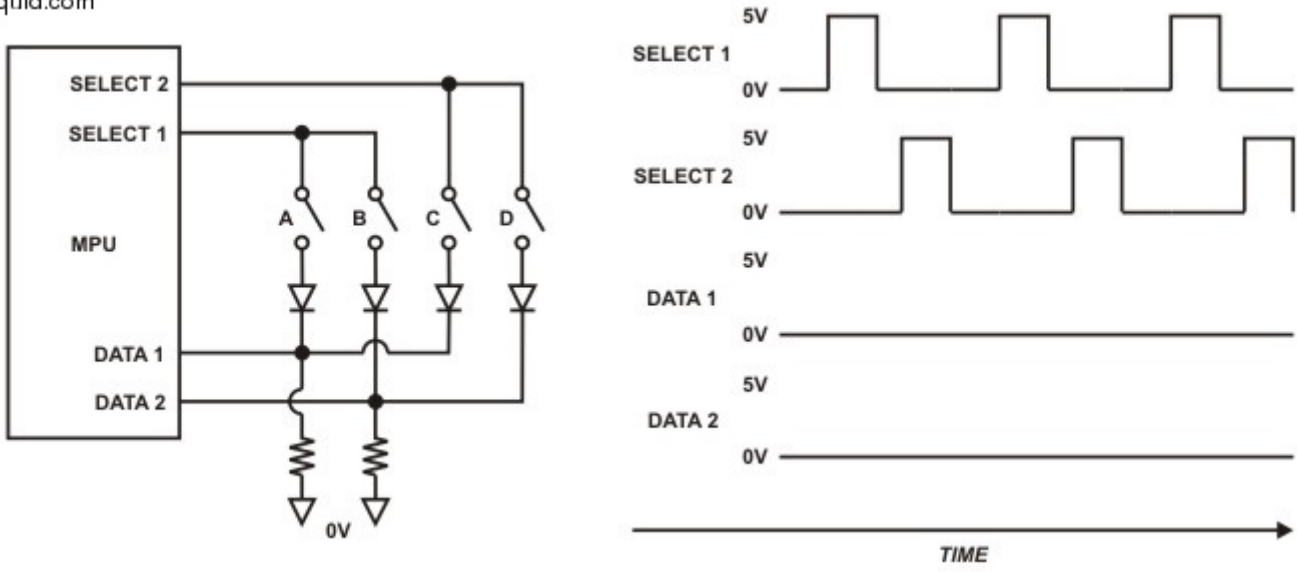 quid.com
SELECT 2
SELECT 1
A B C D
MPU
DATA 1
DATA 2
0V
5V
SELECT 1
0V
5V
SELECT 2
0V
5V
DATA 1
0V
5V
DATA 2
0V
TIME